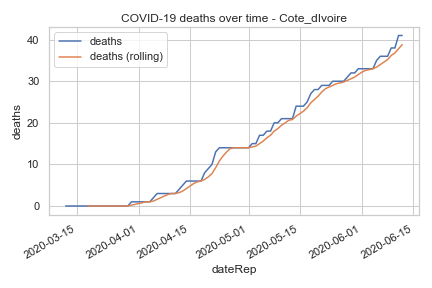 COVID-19 deaths over time - Cote_dIvoire
deaths
deaths (rolling)
deaths
40
30
20
10
0
2020-03-15
2020-04-01
2020-04-15
2020-05-01
2020-05-15
2020-06-01
2020-06-15
dateRep